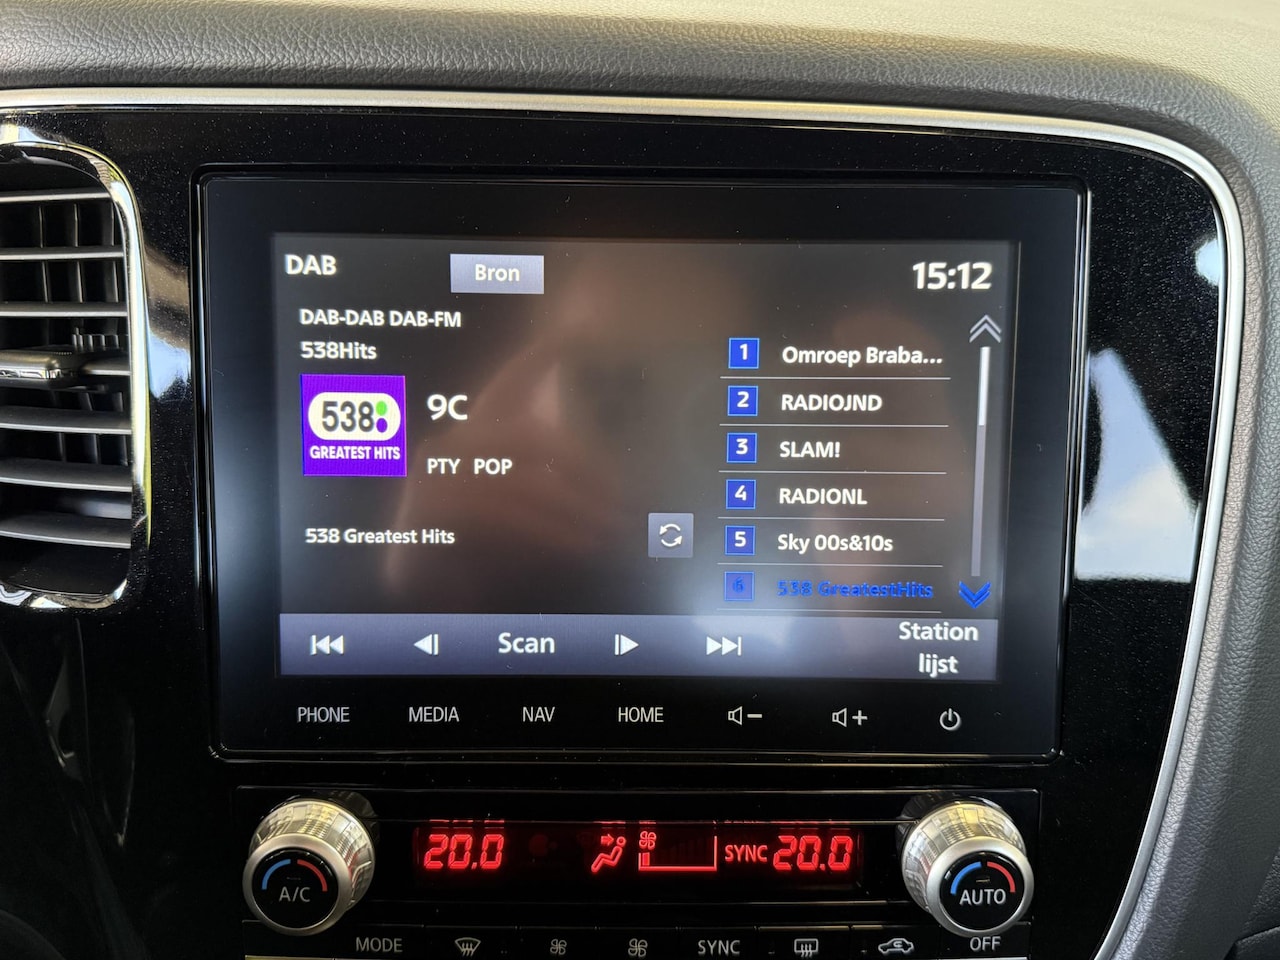 DAB
Bron
15:12
DAB-DAB DAB-FM
538Hits
538
GREATEST HITS
9C
PTY POP
538 Greatest Hits
1 Omroep Braba...
2 RADIOJND
3 SLAM!
4 RADIONL
5 Sky 00s&10s
6 538 GreatestHits
Scan
Station
lijst
PHONE
MEDIA
NAV
HOME
20.0
SYNC 20.0
A/C
AUTO
MODE
SYNC
OFF